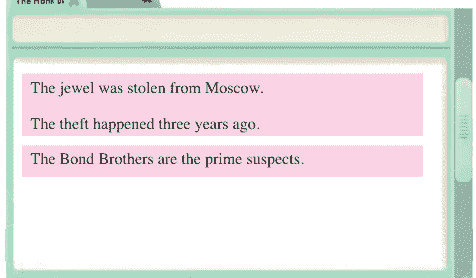 The jewel was stolen from Moscow.
The theft happened three years ago.
The Bond Brothers are the prime suspects.